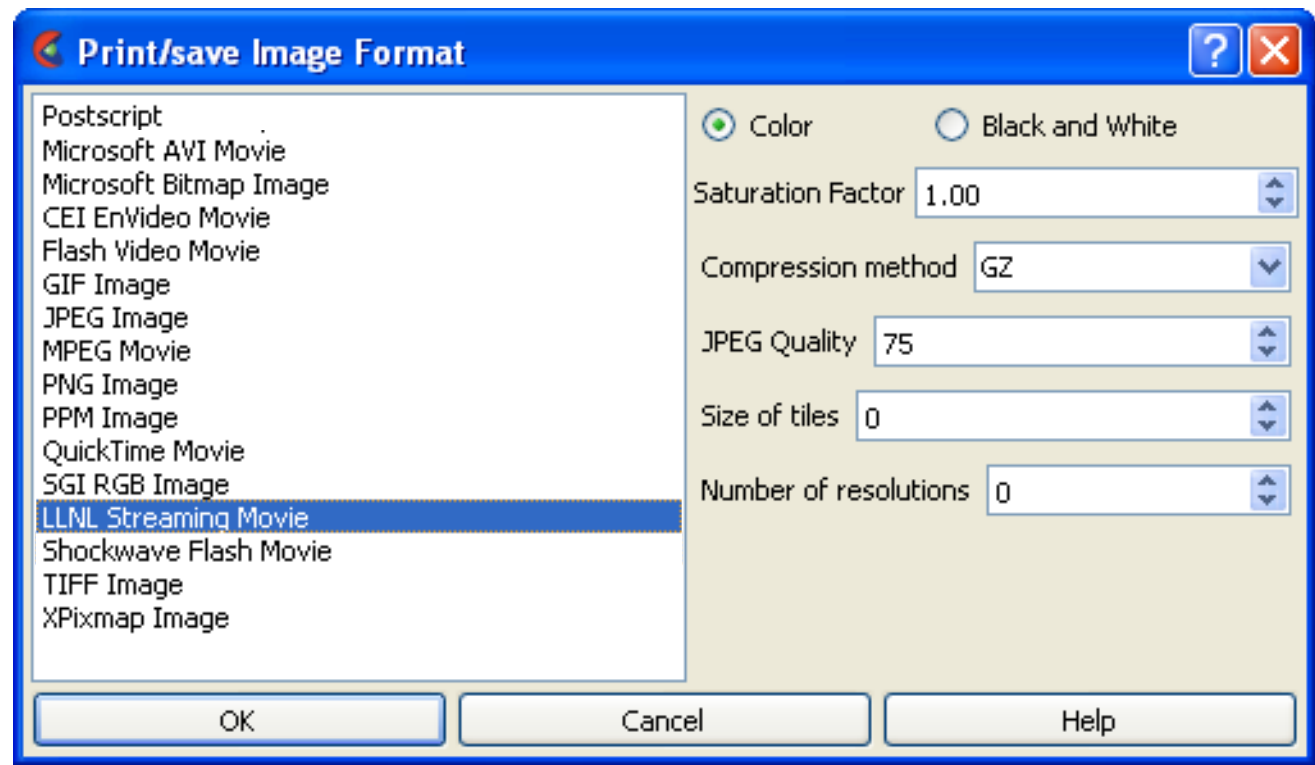 Print/save Image Format
Postscript
Microsoft AVI Movie
Microsoft Bitmap Image
CEI EnVideo Movie
Flash Video Movie
GIF Image
JPEG Image
MPEG Movie
PNG Image
PPM Image
QuickTime Movie
SGI RGB Image
LLNL Streaming Movie
Shockwave Flash Movie
TIFF Image
XPixmap Image
Color Black and White
Saturation Factor 1.00
Compression method GZ
JPEG Quality 75
Size of tiles 0
Number of resolutions 0
OK Cancel Help